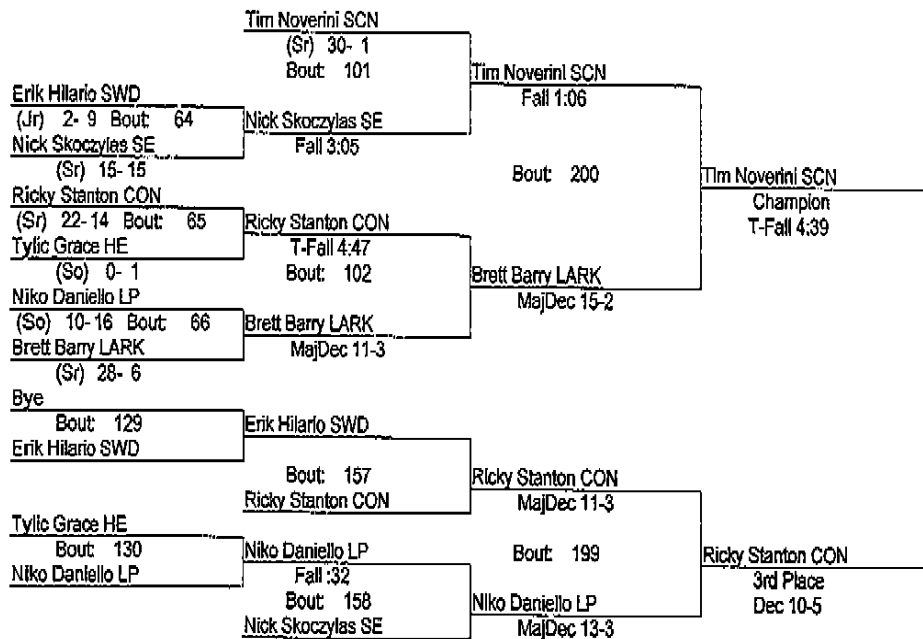 Tim Noverini SCN
(Sr) 30- 1
Bout: 101
Tim Noverini SCN
Fall 1:06
Erik Hilario SWD
(Jr) 2- 9 Bout: 64
Nick Skoczylas SE
Fall 3:05
Nick Skoczylas SE
(Sr) 15- 15
Bout: 200
Tim Noverini SCN
Champion
T-Fall 4:39
Ricky Stanton CON
(Sr) 22- 14 Bout: 65
Ricky Stanton CON
T-Fall 4:47
Bout: 102
Tylic Grace HE
(So) 0- 1
Brett Barry LARK
MajDec 15-2
Niko Daniello LP
(So) 10- 16 Bout: 66
Brett Barry LARK
MajDec 11-3
Brett Barry LARK
(Sr) 28- 6
Bye
Bout: 129
Erik Hilario SWD
Erik Hilario SWD
Bout: 157
Ricky Stanton CON
Ricky Stanton CON
MajDec 11-3
Tylic Grace HE
Bout: 130
Niko Daniello LP
Niko Daniello LP
Fall :32
Bout: 158
Nick Skoczylas SE
Bout: 199
Niko Daniello LP
MajDec 13-3
Ricky Stanton CON
3rd Place
Dec 10-5